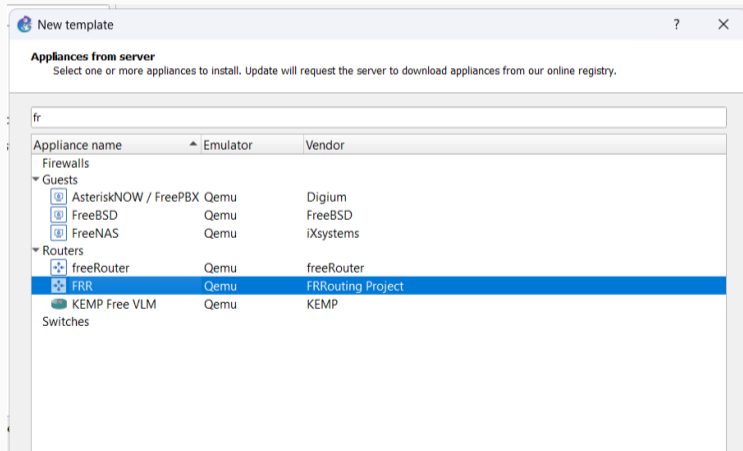 New template
?
Appliances from server
Select one or more appliances to install. Update will request the server to download appliances from our online registry.
fr
Appliance name Emulator Vendor
Firewalls
Guests
AsteriskNOW / FreePBX Qemu Digium
FreeBSD Qemu FreeBSD
FreeNAS Qemu iXsystems
Routers
freeRouter Qemu freeRouter
FRR Qemu FRRouting Project
KEMP Free VLM Qemu KEMP
Switches